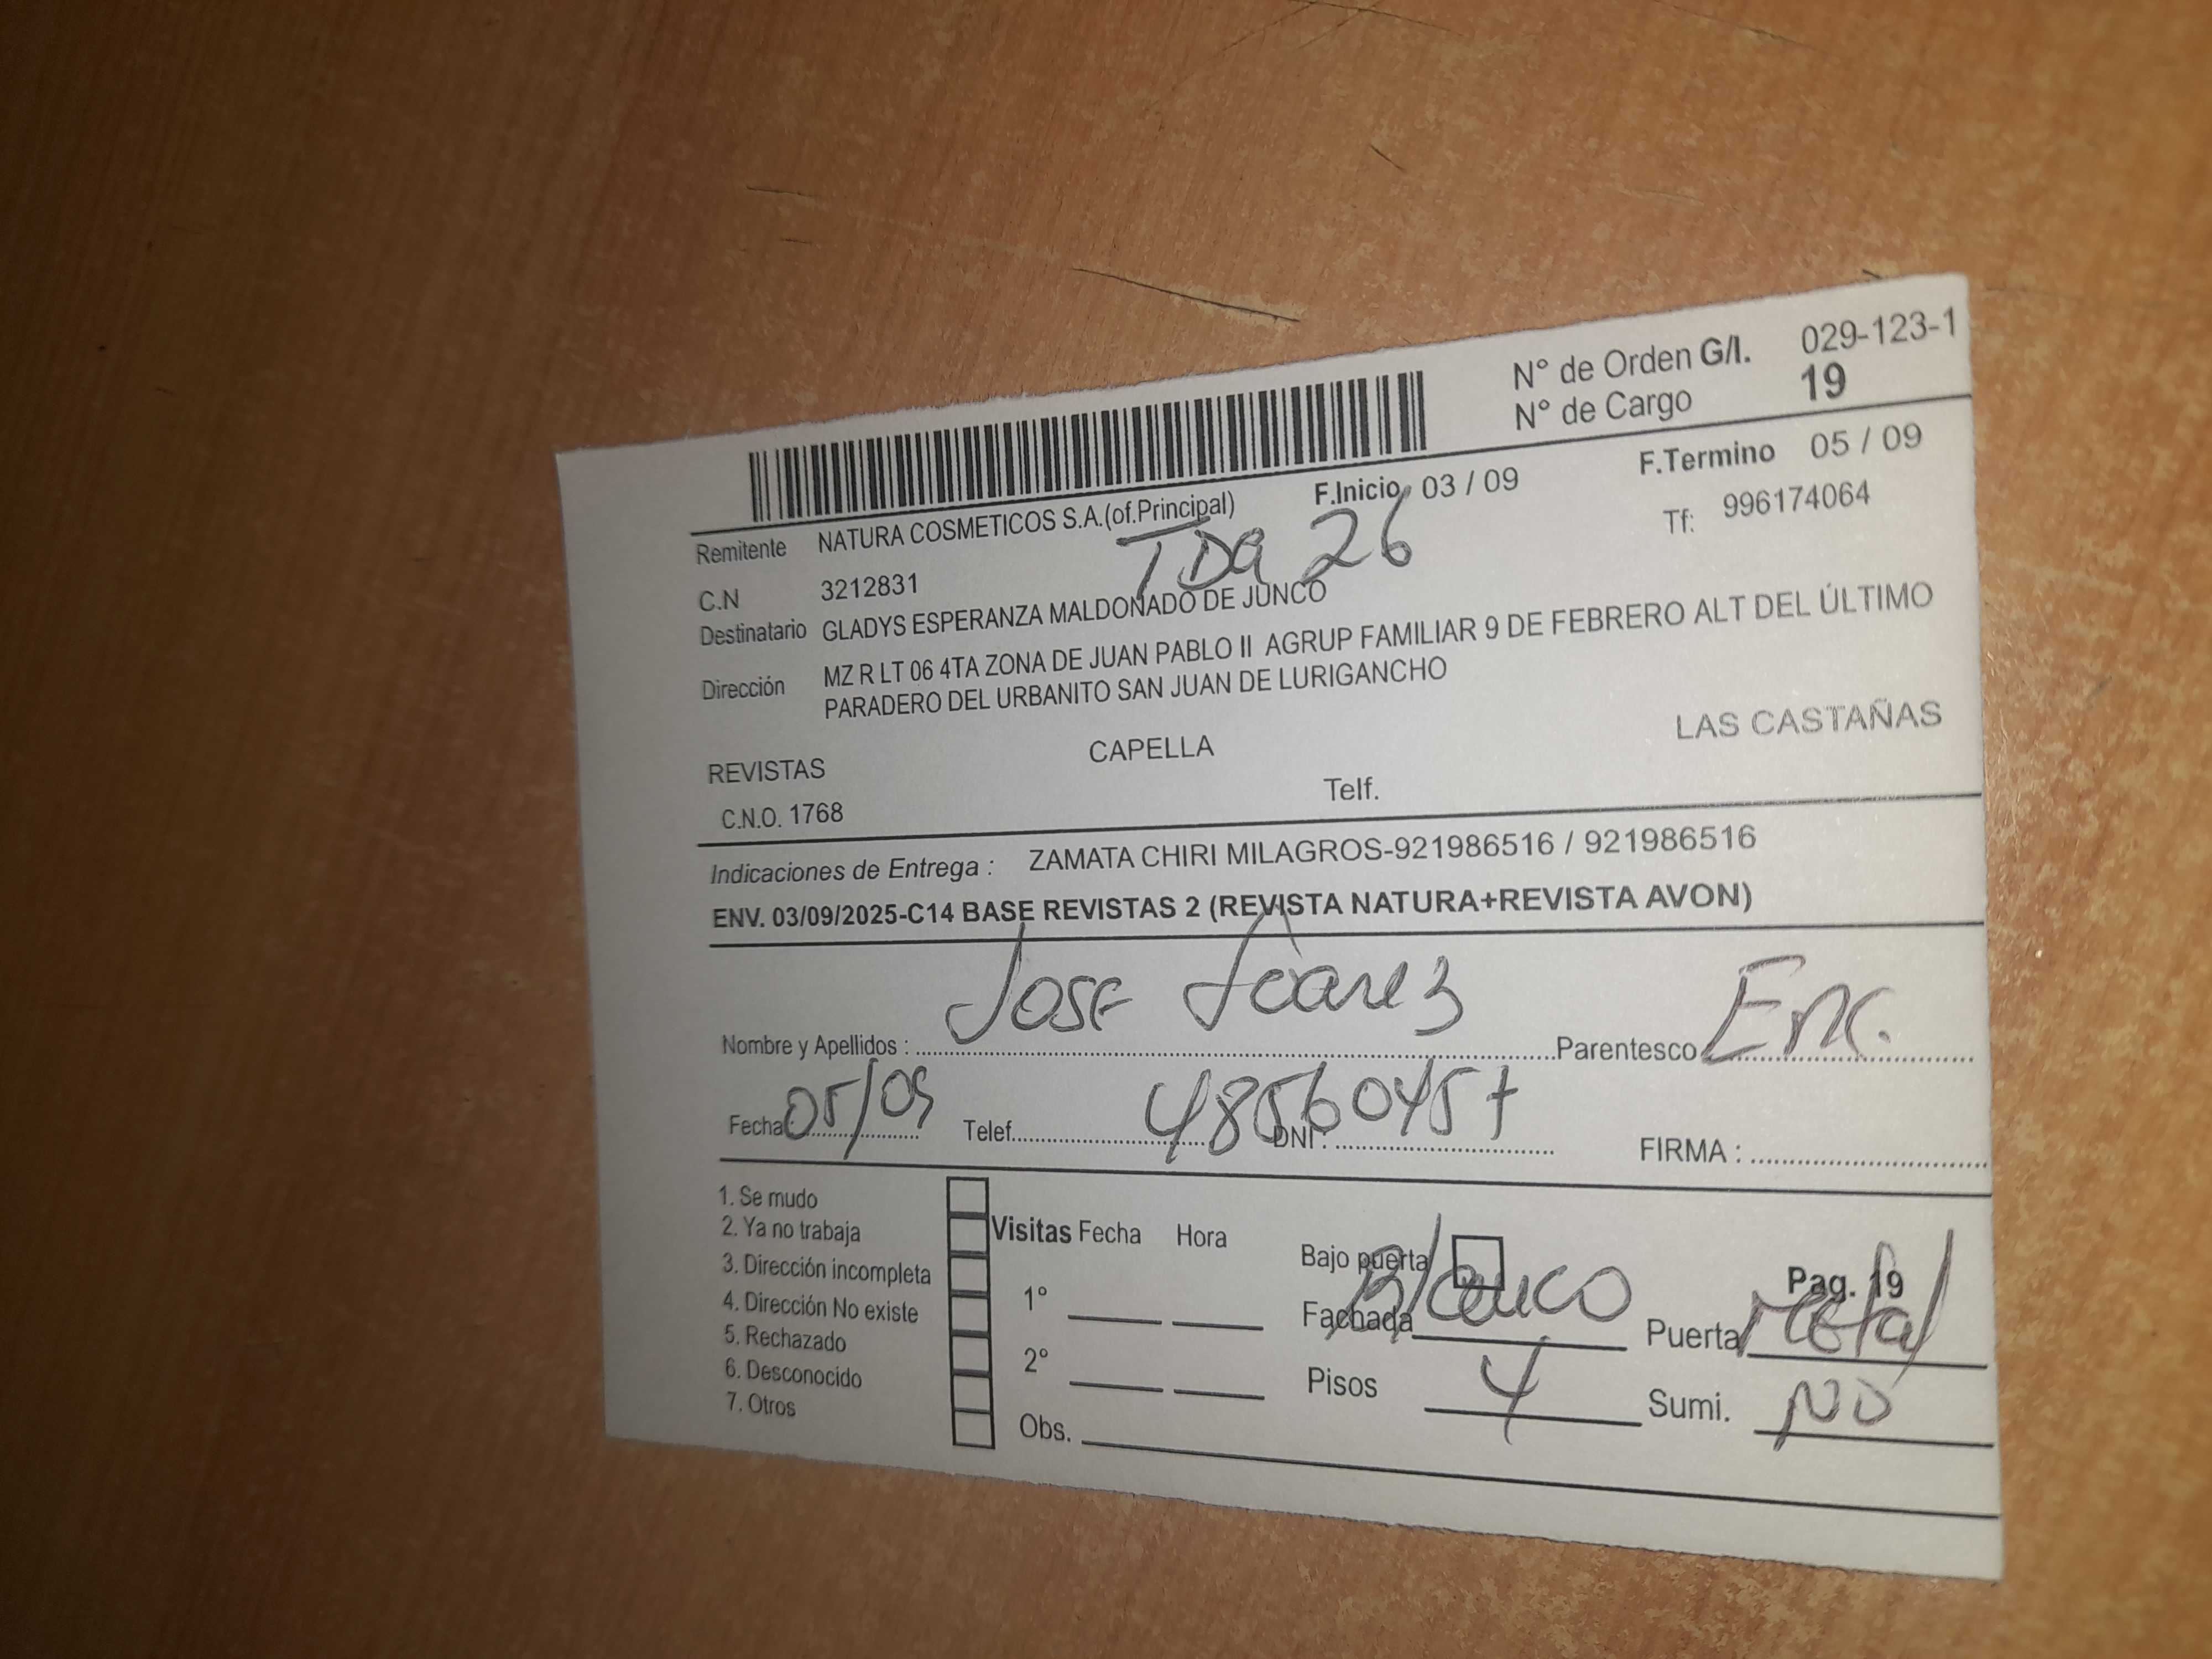 N° de Orden G/I. 029-123-1
N° de Cargo 19
F.Inicio 03 / 09 F.Termino 05 / 09
Remitente NATURA COSMETICOS S.A.(of.Principal) Tf: 996174064
TDA 26
C.N 3212831
Destinatario GLADYS ESPERANZA MALDONADO DE JUNCO
Dirección MZ R LT 06 4TA ZONA DE JUAN PABLO II AGRUP FAMILIAR 9 DE FEBRERO ALT DEL ÚLTIMO
PARADERO DEL URBANITO SAN JUAN DE LURIGANCHO
REVISTAS CAPELLA LAS CASTAÑAS
C.N.O. 1768 Telf.
Indicaciones de Entrega : ZAMATA CHIRI MILAGROS-921986516 / 921986516
ENV. 03/09/2025-C14 BASE REVISTAS 2 (REVISTA NATURA+REVISTA AVON)
Nombre y Apellidos : Jose Parentesco Enc.
Fecha 05/09 Telef. DNI : FIRMA :
1. Se mudo
2. Ya no trabaja
3. Dirección incompleta
4. Dirección No existe
5. Rechazado
6. Desconocido
7. Otros
Visitas Fecha Hora
1°
2°
Obs.
Bajo puerta Pag. 19
Fachada Blanco Puerta Metal
Pisos 4 Sumi. NO